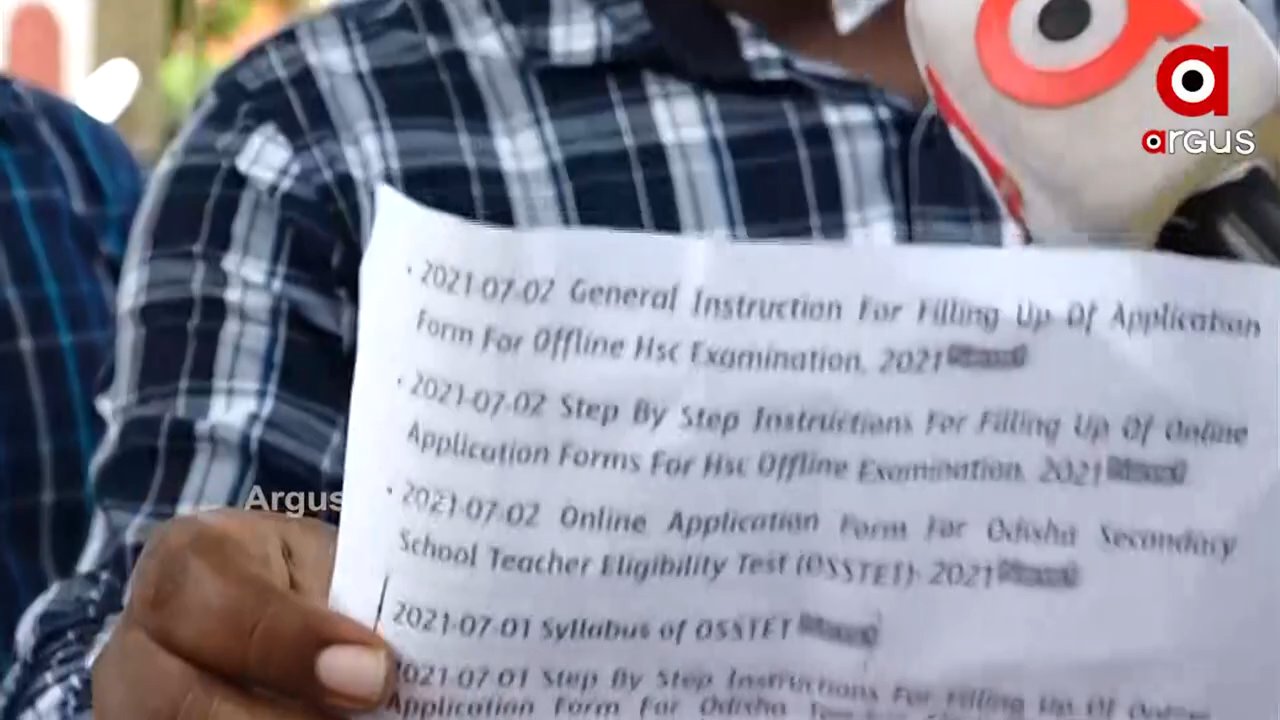 argus
Argus
2021-07-02 General Instruction For Filling Up Of Application
Form For Offline Hsc Examination, 2021
2021-07-02 Step By Step Instructions For Filling Up Of Online
Application Forms For Hsc Offline Examination, 2021
2021-07-02 Online Application Form For Odisha Secondary
School Teacher Eligibility Test (OSSTET)- 2021
2021-07-01 Syllabus of OSSTET
2021-07-01 Step By Step Instructions For Filling Up Of Online
Application Form For Odisha